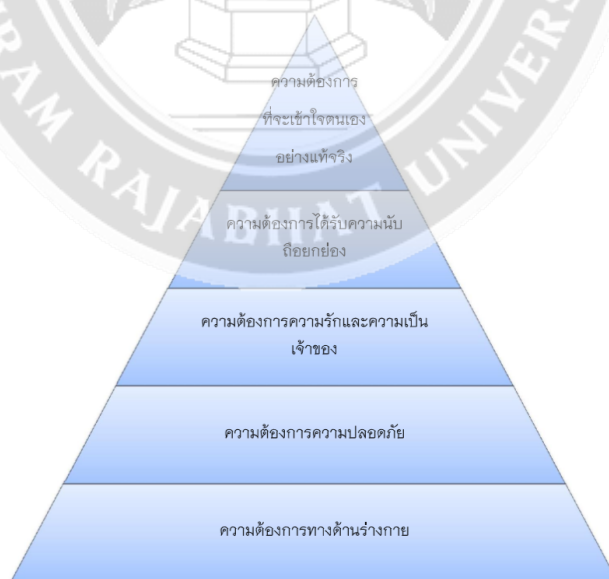 ความต้องการ
ที่จะเข้าใจตนเอง
อย่างแท้จริง
ความต้องการได้รับความนับ
ถือยกย่อง
ความต้องการความรักและความเป็น
เจ้าของ
ความต้องการความปลอดภัย
ความต้องการทางด้านร่างกาย
RAM RAJABHAT UNIVERS